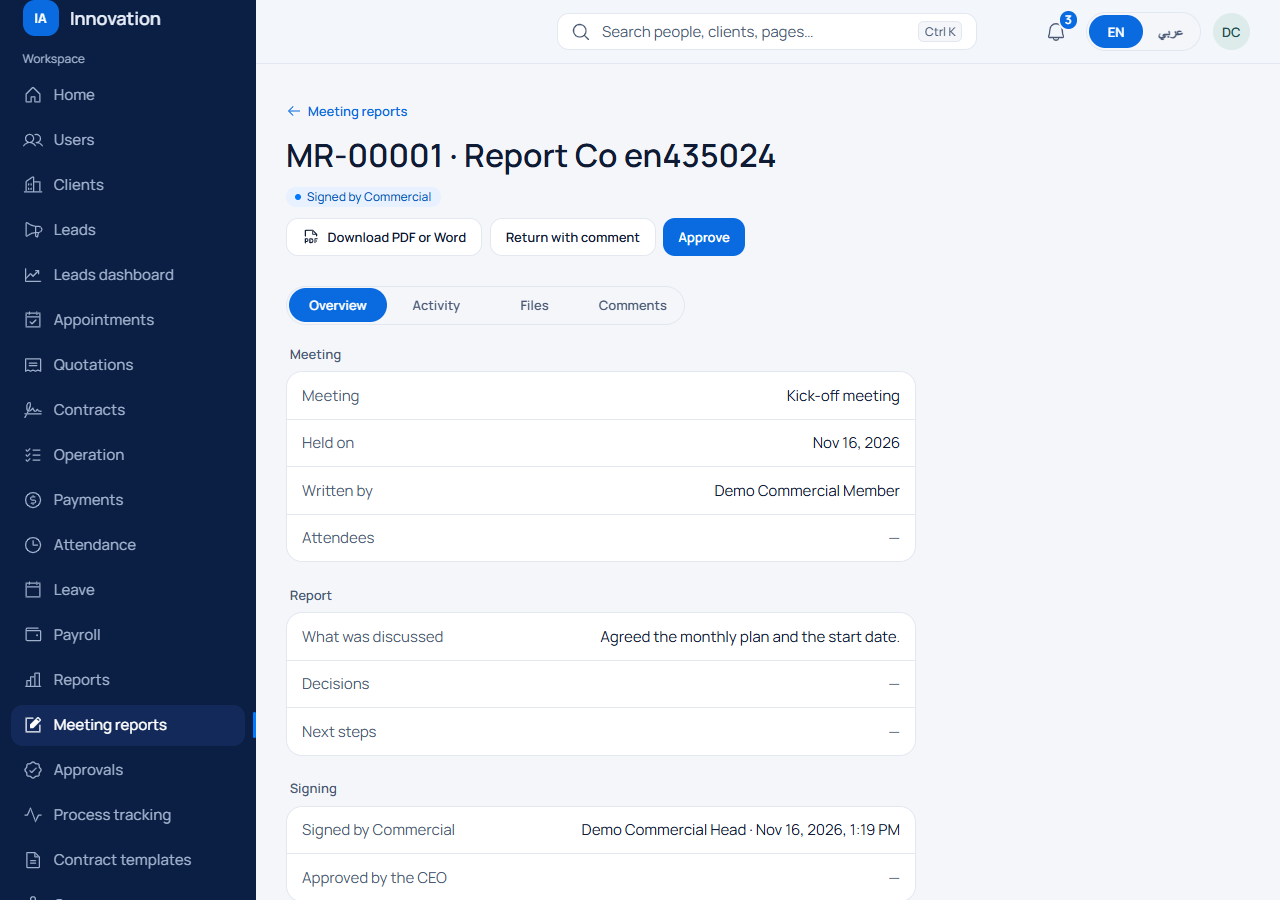 IA Innovation
Workspace
Home
Users
Clients
Leads
Leads dashboard
Appointments
Quotations
Contracts
Operation
Payments
Attendance
Leave
Payroll
Reports
Meeting reports
Approvals
Process tracking
Contract templates
Search people, clients, pages... Ctrl K
3
EN عربي DC
Meeting reports
MR-00001 · Report Co en435024
Signed by Commercial
PDF Download PDF or Word Return with comment Approve
Overview Activity Files Comments
Meeting
Meeting Kick-off meeting
Held on Nov 16, 2026
Written by Demo Commercial Member
Attendees —
Report
What was discussed Agreed the monthly plan and the start date.
Decisions —
Next steps —
Signing
Signed by Commercial Demo Commercial Head · Nov 16, 2026, 1:19 PM
Approved by the CEO —